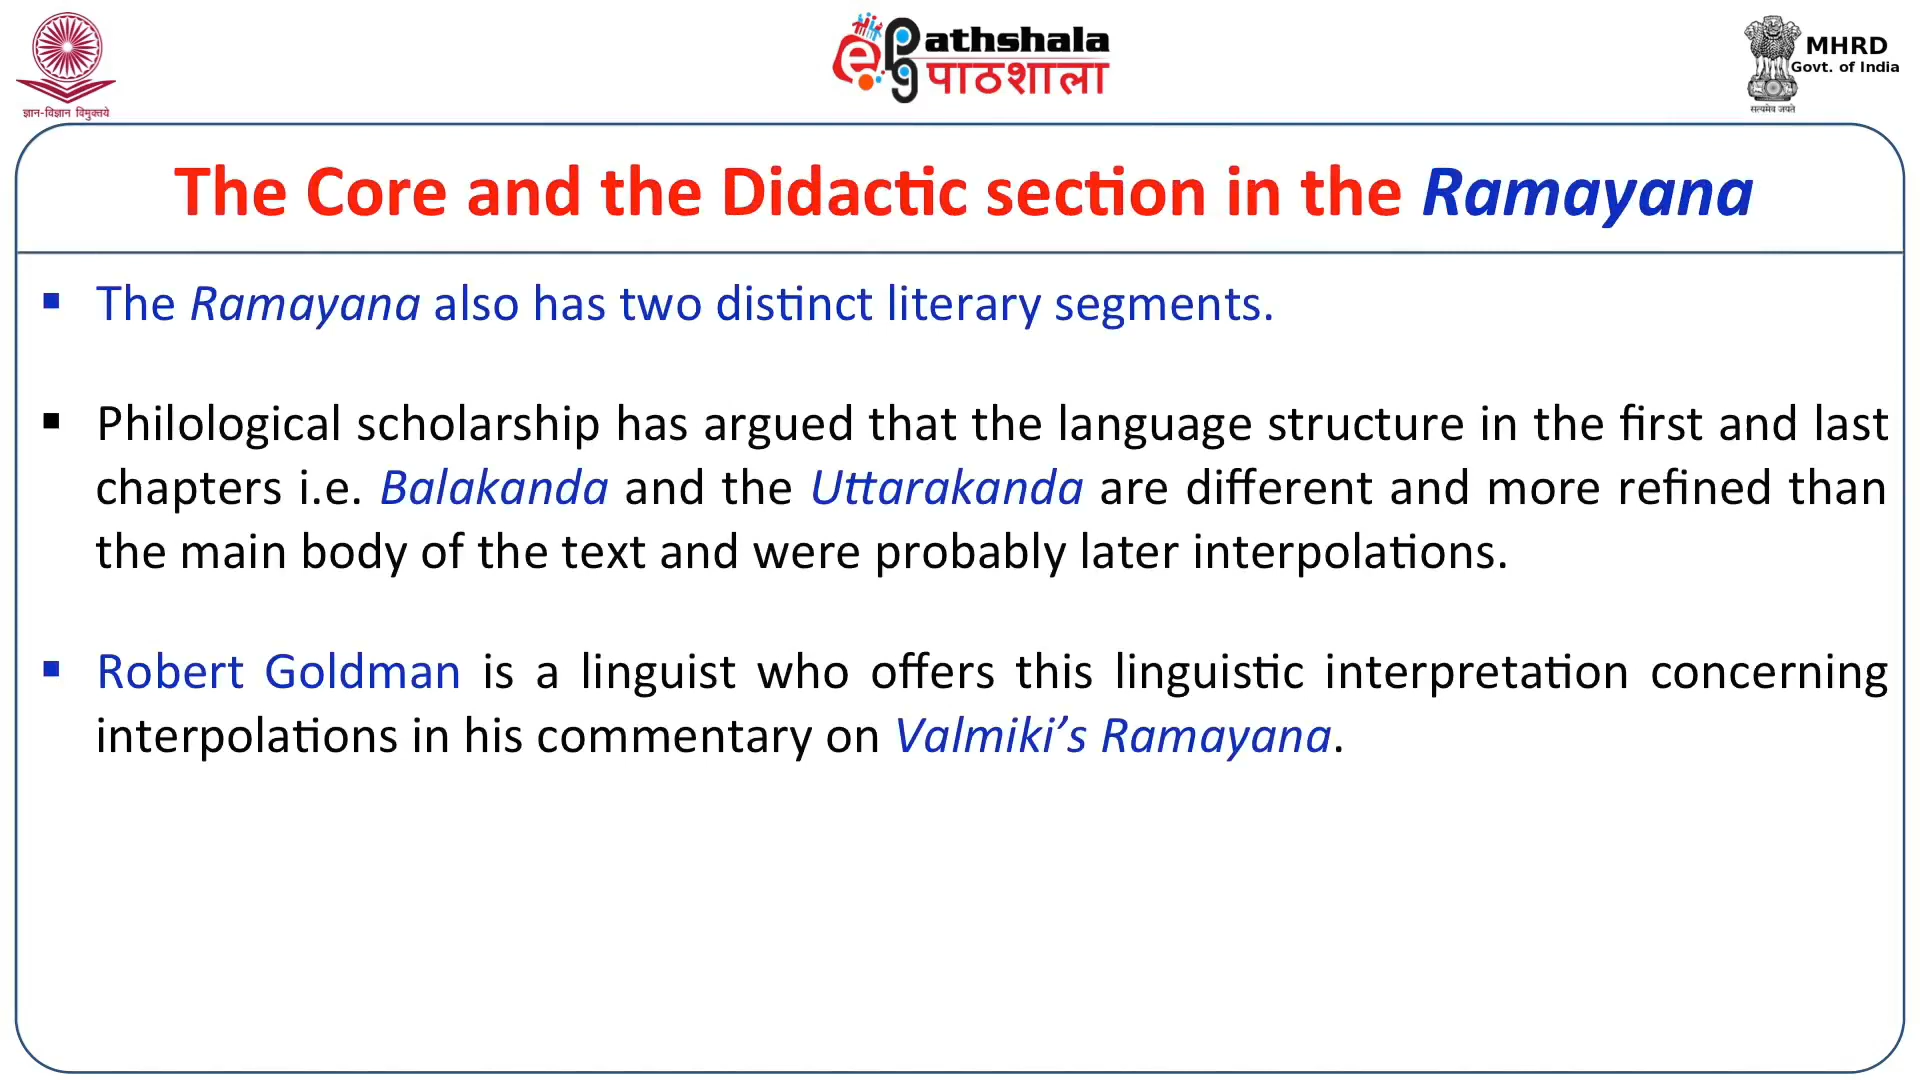 ज्ञान-विज्ञान विमुक्तये
e PG Pathshala
पाठशाला
MHRD
Govt. of India
सत्यमेव जयते
The Core and the Didactic section in the Ramayana
▪ The Ramayana also has two distinct literary segments.
▪ Philological scholarship has argued that the language structure in the first and last
chapters i.e. Balakanda and the Uttarakanda are different and more refined than
the main body of the text and were probably later interpolations.
▪ Robert Goldman is a linguist who offers this linguistic interpretation concerning
interpolations in his commentary on Valmiki’s Ramayana.